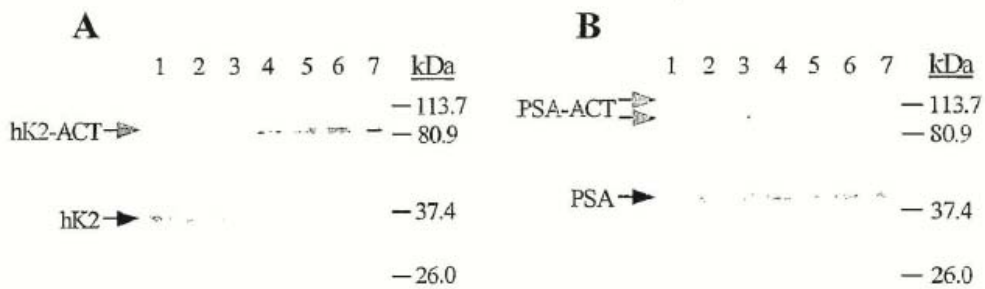 A
1 2 3 4 5 6 7 kDa
hK2-ACT
113.7
80.9
hK2
37.4
26.0
B
1 2 3 4 5 6 7 kDa
PSA-ACT
113.7
80.9
PSA
37.4
26.0